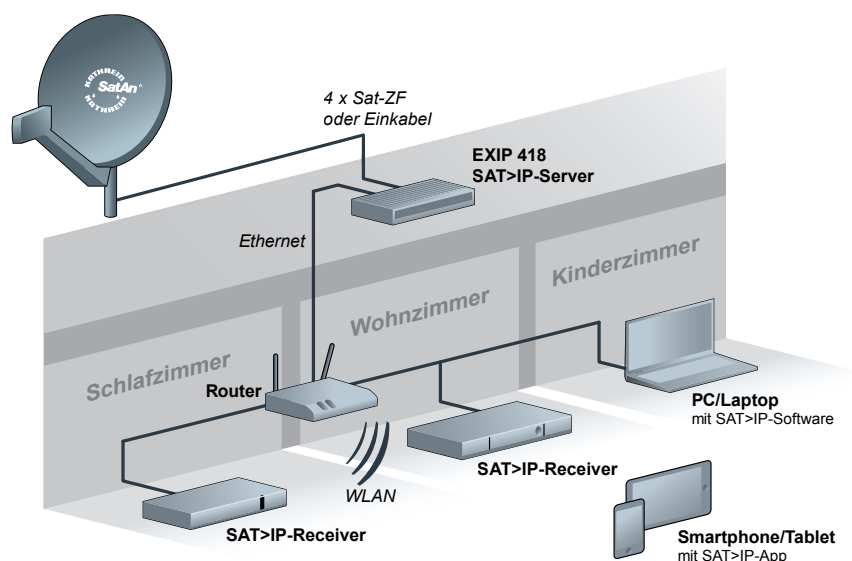 KATHREIN
SatAn
KATHREIN
4 x Sat-ZF
oder Einkabel
EXIP 418
SAT>IP-Server
Ethernet
Kinderzimmer
Wohnzimmer
Schlafzimmer
Router
PC/Laptop
mit SAT>IP-Software
SAT>IP-Receiver
WLAN
SAT>IP-Receiver
Smartphone/Tablet
mit SAT>IP-App